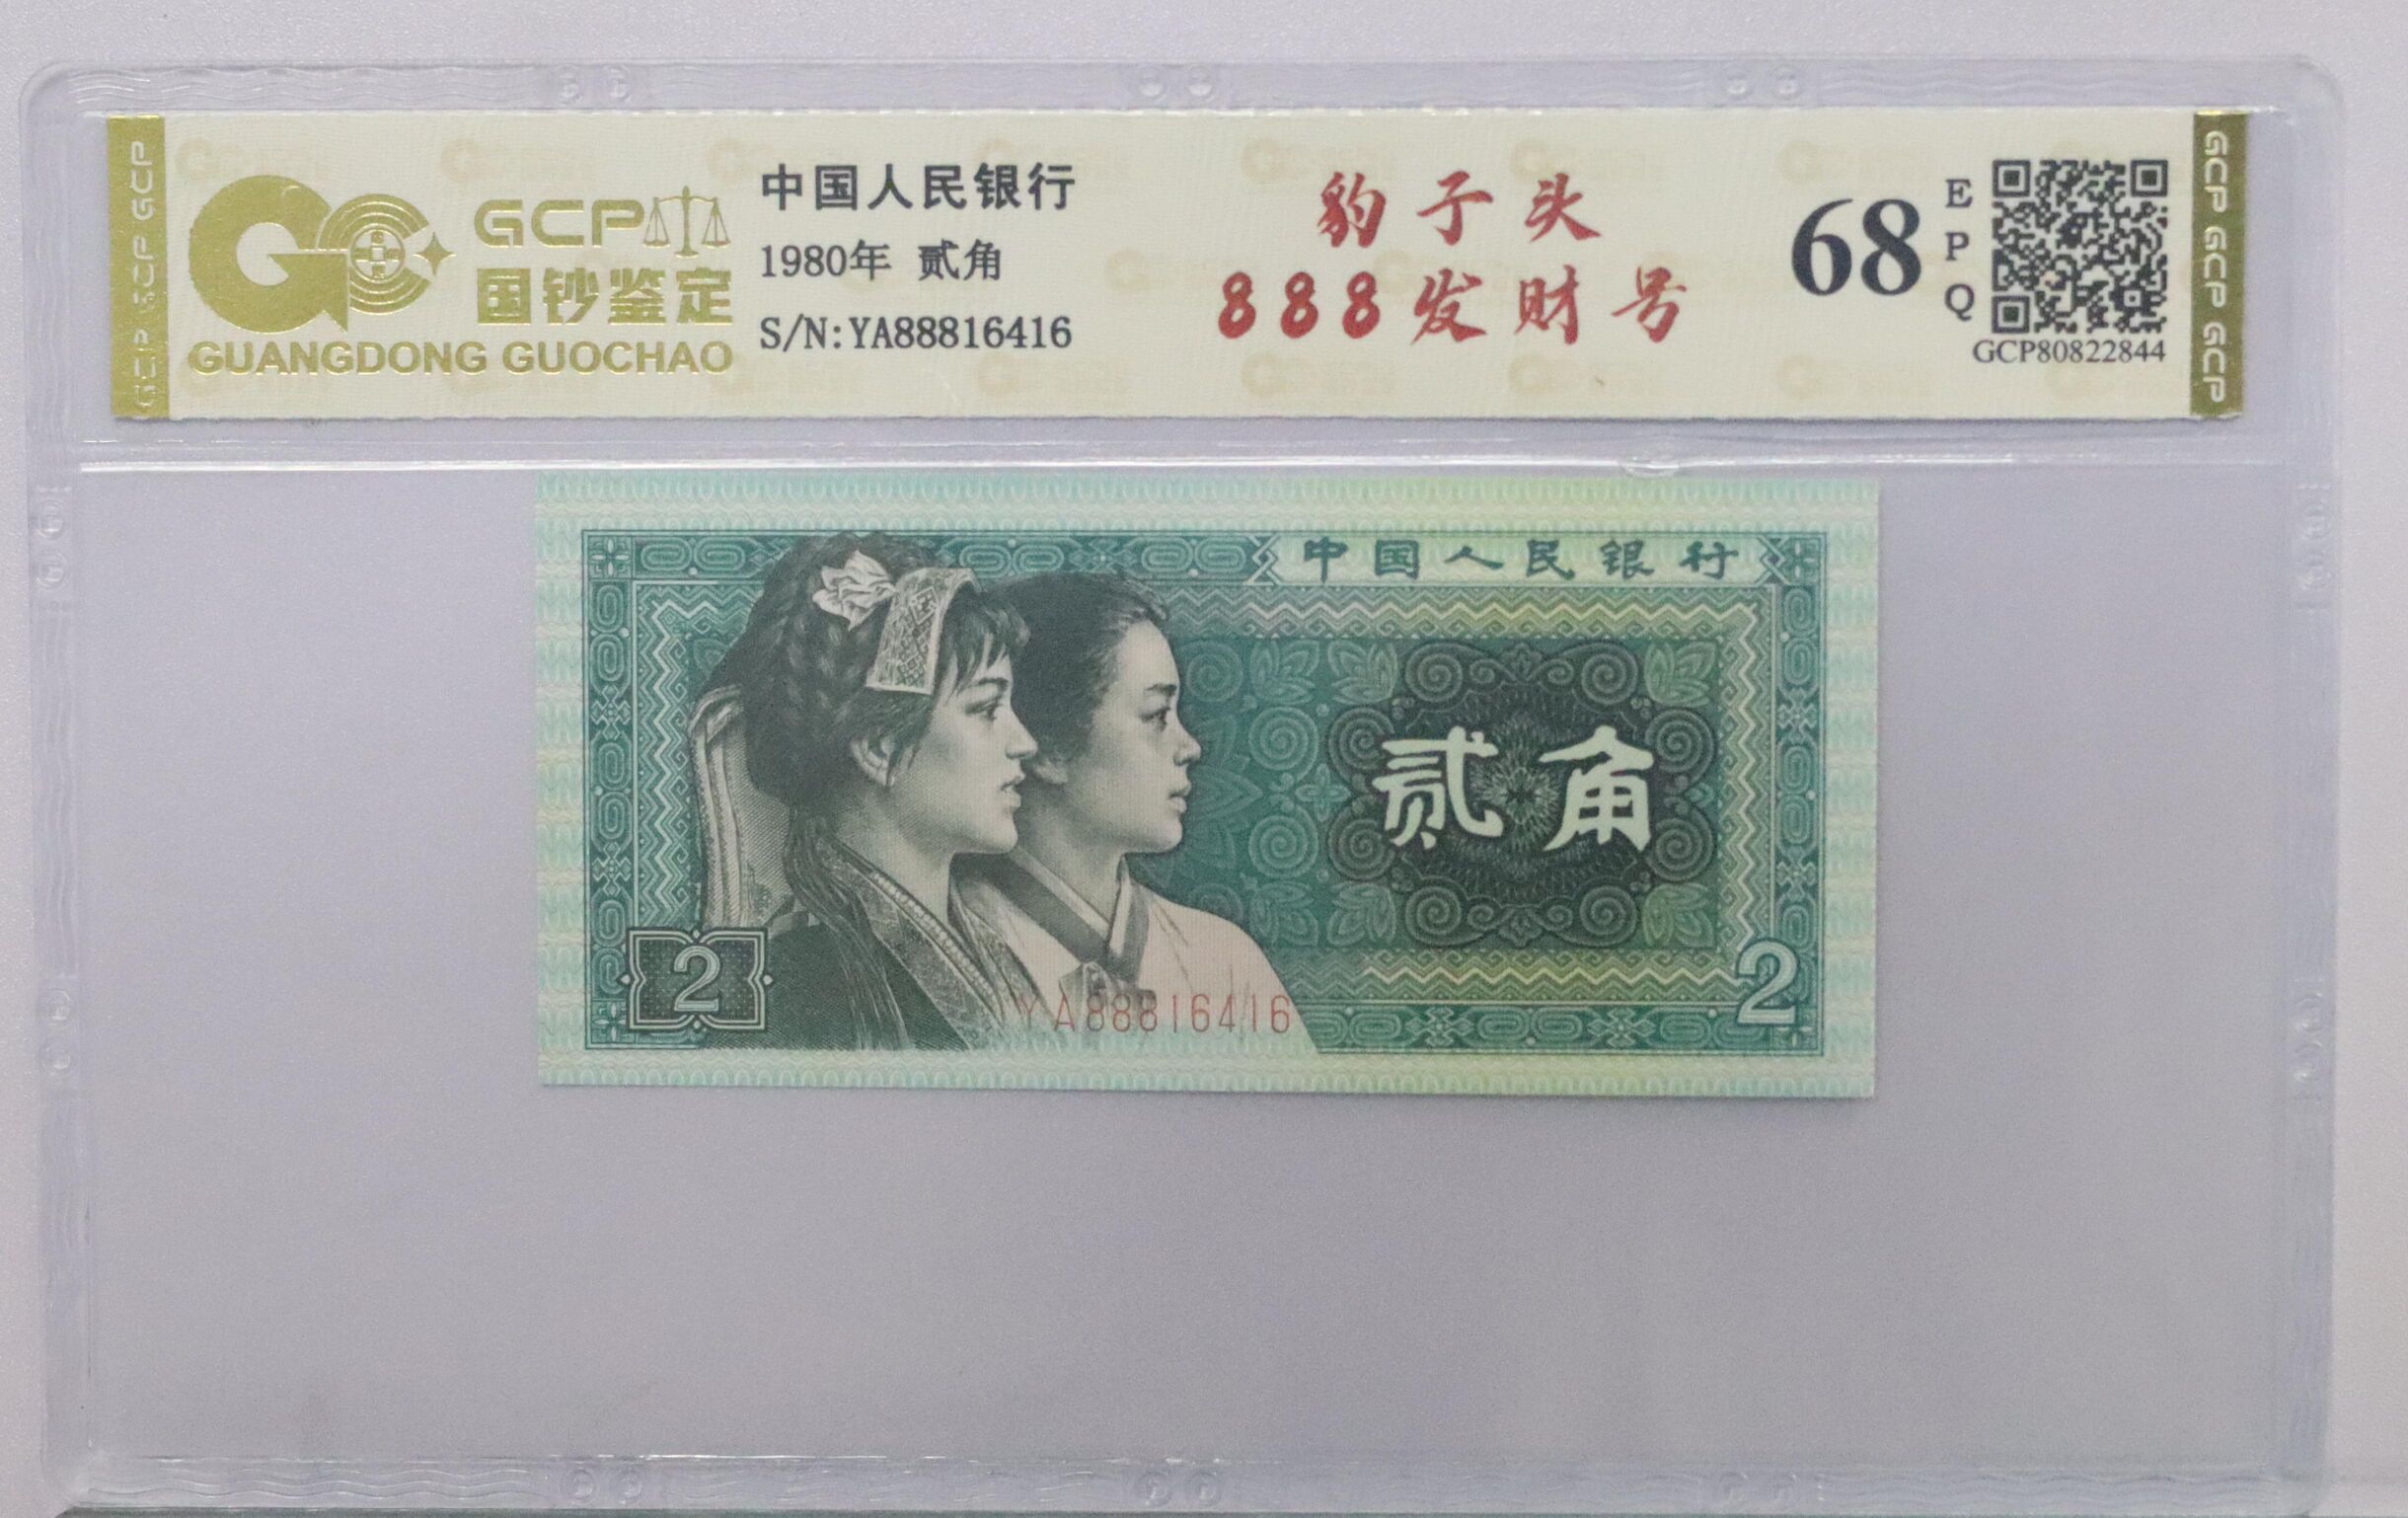 GCP GCP GCP
GCP
国钞鉴定
GUANGDONG GUOCHAO
中国人民银行
1980年 贰角
S/N:YA88816416
豹子头
888发财号
68
E
P
Q
GCP80822844
GCP GCP GCP
中国人民银行
贰角
2
YA88816416
2